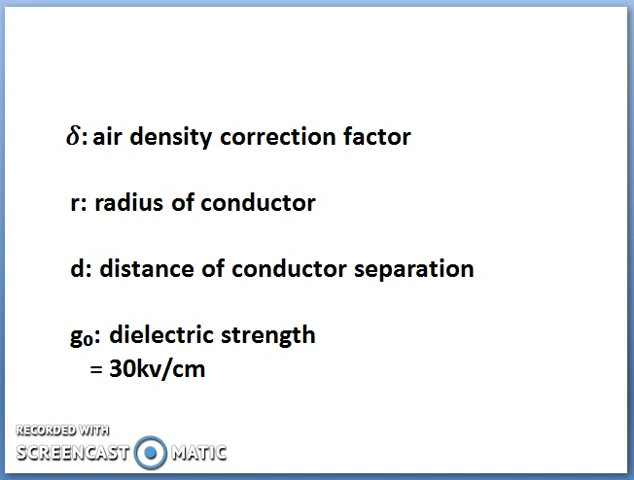 δ: air density correction factor
r: radius of conductor
d: distance of conductor separation
g₀: dielectric strength
= 30kv/cm
RECORDED WITH
SCREENCAST MATIC